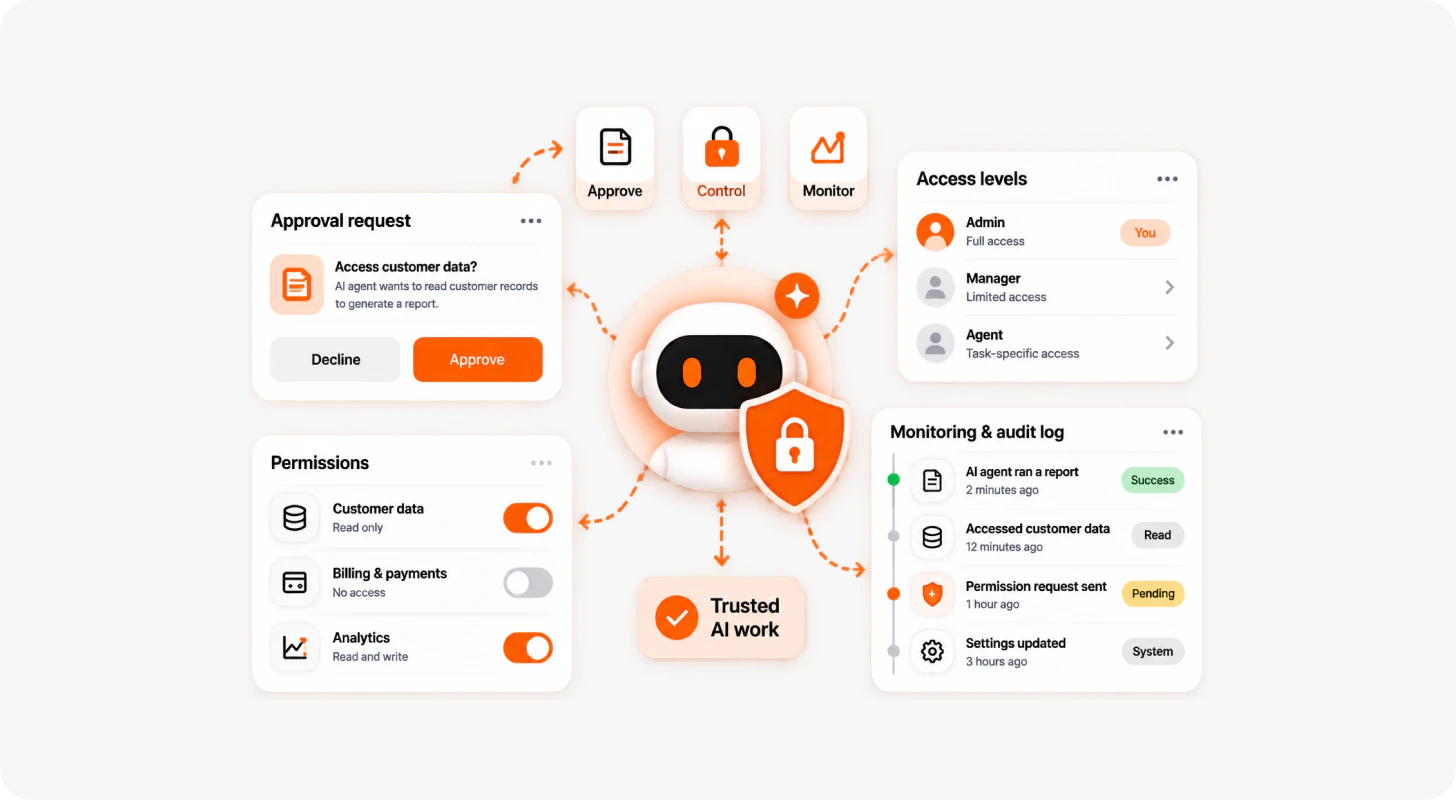 Approve
Control
Monitor
Approval request
Access customer data?
AI agent wants to read customer records
to generate a report.
Decline
Approve
Access levels
Admin
Full access
You
Manager
Limited access
Agent
Task-specific access
Permissions
Customer data
Read only
Billing & payments
No access
Analytics
Read and write
Trusted
AI work
Monitoring & audit log
AI agent ran a report
2 minutes ago
Success
Accessed customer data
12 minutes ago
Read
Permission request sent
1 hour ago
Pending
Settings updated
3 hours ago
System